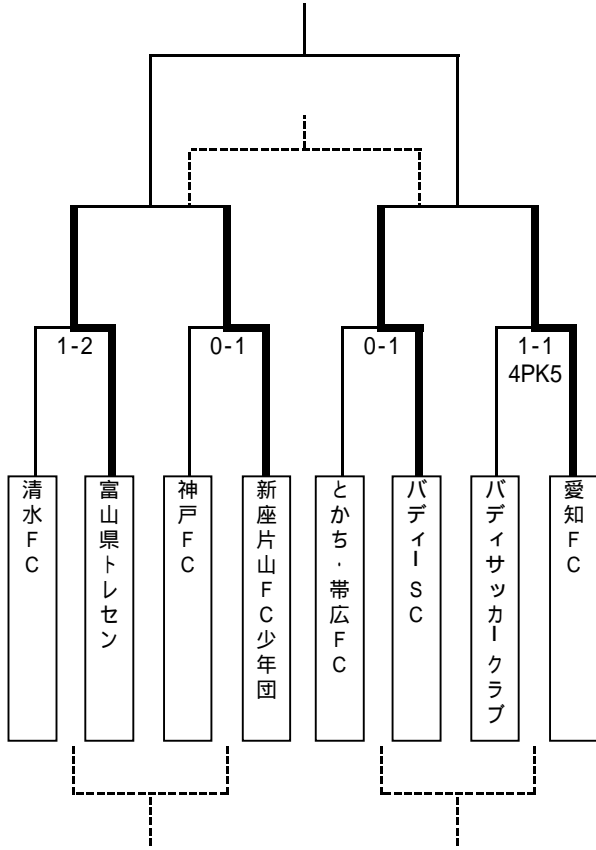 1-2
0-1
0-1
1-1
4PK5
清水FC
富山県トレセン
神戸FC
新座片山FC少年団
とかち・帯広FC
バディーSC
バディサッカークラブ
愛知FC